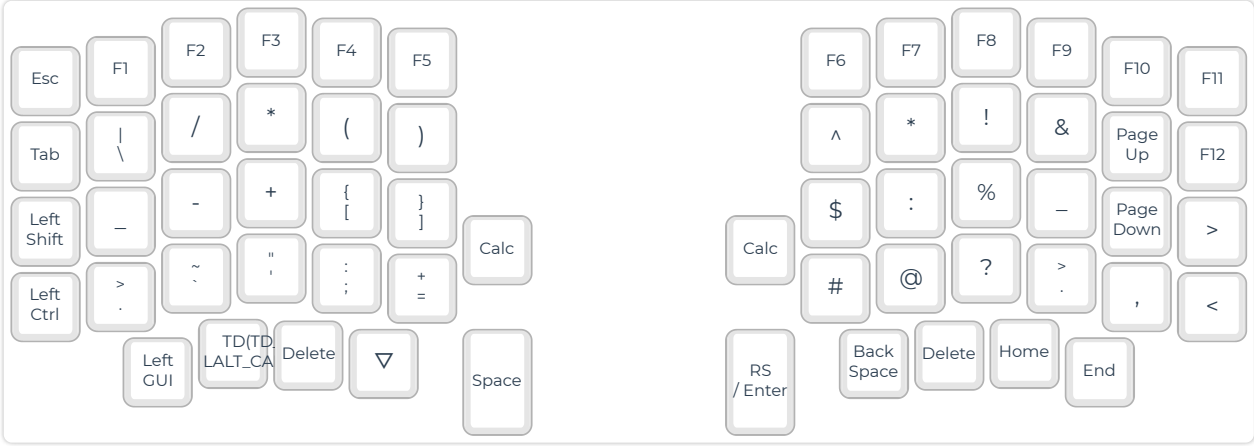 Esc F1 F2 F3 F4 F5 F6 F7 F8 F9 F10 F11
Tab | \ / * ( ) ^ * ! & Page Up F12
Left Shift _ - + { [ } ] $ : % _ Page Down >
Left Ctrl > . ~ ` " ' : ; + = # @ ? > . , <
Calc Calc
Left GUI TD(TD_ LALT_CA Delete ▽ Space RS / Enter Back Space Delete Home End